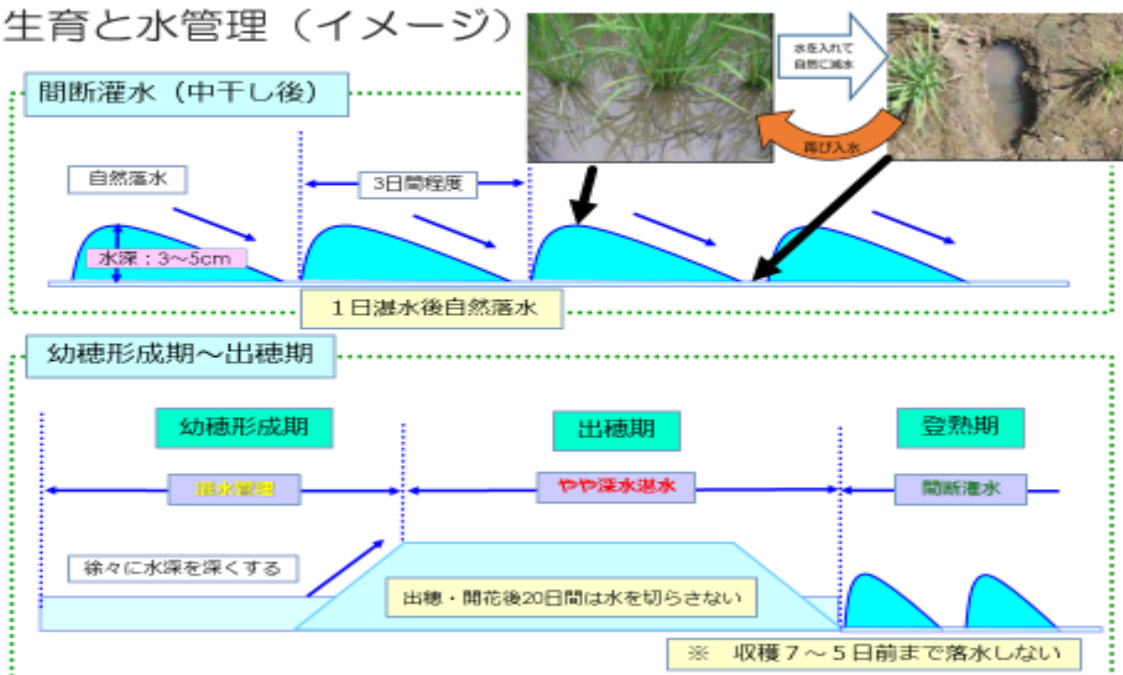 生育と水管理（イメージ）
水を入れて
自然に減水
再び入水
間断灌水（中干し後）
自然落水
3日間程度
水深：3～5cm
１日湛水後自然落水
幼穂形成期～出穂期
幼穂形成期
出穂期
登熟期
湛水管理
やや深水湛水
間断灌水
徐々に水深を深くする
出穂・開花後20日間は水を切らさない
※　収穫７～５日前まで落水しない